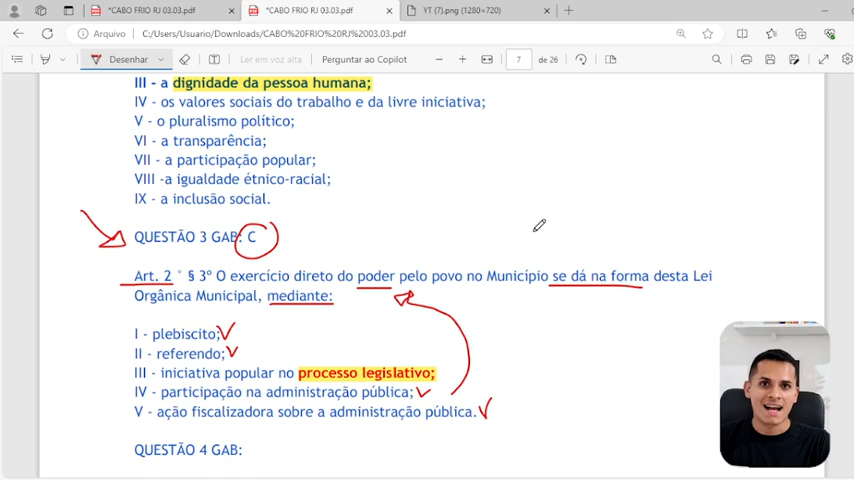 *CABO FRIO RJ 03.03.pdf
*CABO FRIO RJ 03.03.pdf
YT (7).png (1280×720)
Arquivo
C:/Users/Usuario/Downloads/CABO%20FRIO%20RJ%2003.03.pdf
Desenhar
Ler em voz alta
Perguntar ao Copilot
7
de 26
III - a dignidade da pessoa humana;
IV - os valores sociais do trabalho e da livre iniciativa;
V - o pluralismo político;
VI - a transparência;
VII - a participação popular;
VIII -a igualdade étnico-racial;
IX - a inclusão social.
QUESTÃO 3 GAB: C
Art. 2 ° § 3º O exercício direto do poder pelo povo no Município se dá na forma desta Lei
Orgânica Municipal, mediante:
I - plebiscito;
II - referendo;
III - iniciativa popular no processo legislativo;
IV - participação na administração pública;
V - ação fiscalizadora sobre a administração pública.
QUESTÃO 4 GAB: